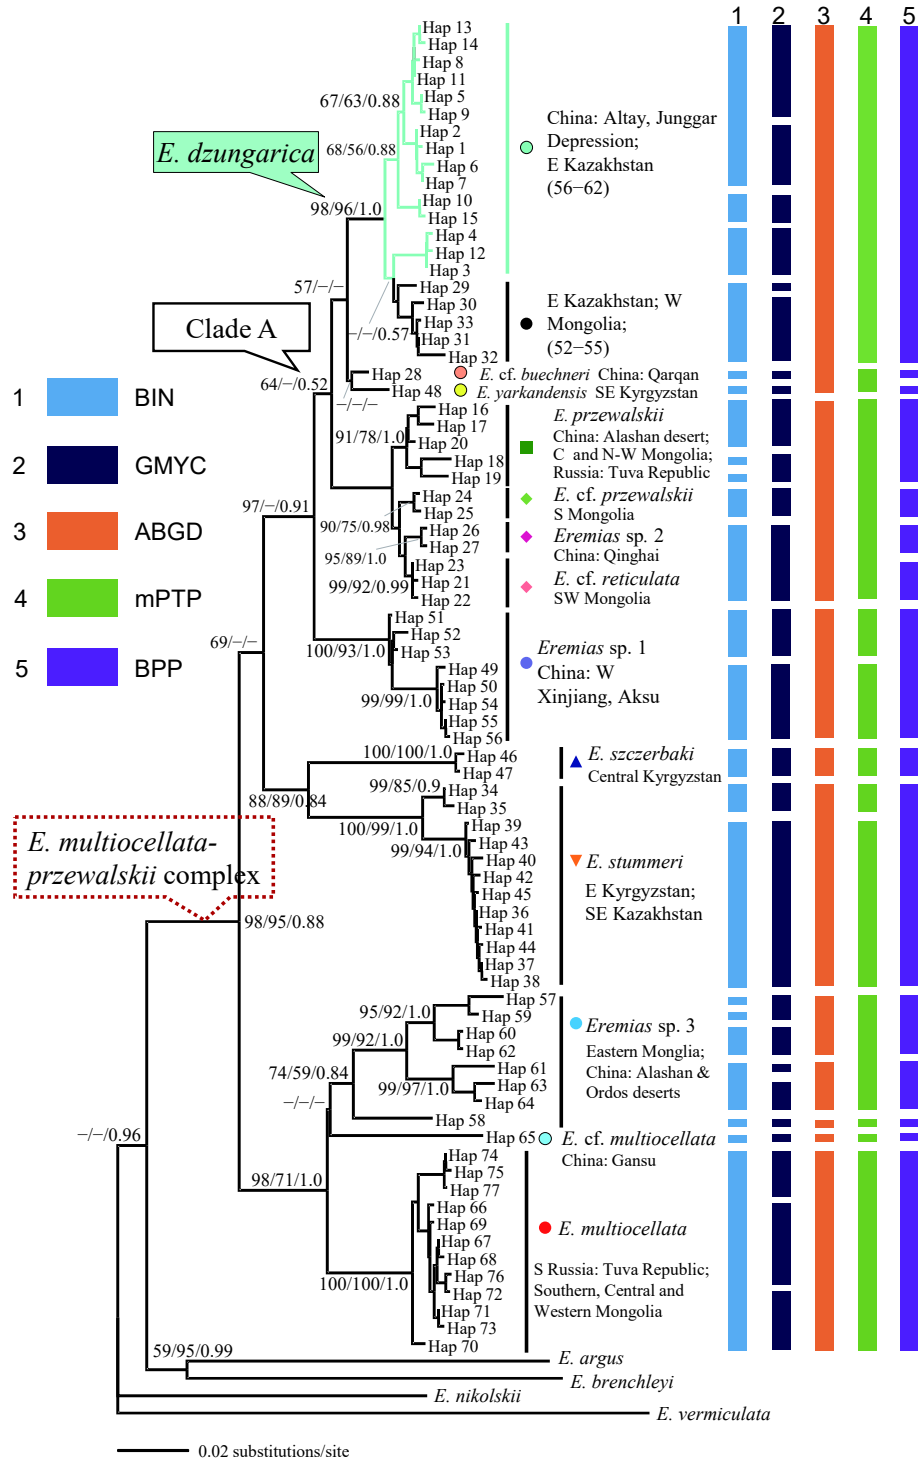 1 2 3 4 5
Hap 13
Hap 14
Hap 8
Hap 11
Hap 5
Hap 9
Hap 2
Hap 1
Hap 6
Hap 7
Hap 10
Hap 15
Hap 4
Hap 12
Hap 3
Hap 29
Hap 30
Hap 33
Hap 31
Hap 32
Hap 28
Hap 48
Hap 16
Hap 17
Hap 20
Hap 18
Hap 19
Hap 24
Hap 25
Hap 26
Hap 27
Hap 23
Hap 21
Hap 22
Hap 51
Hap 52
Hap 53
Hap 49
Hap 50
Hap 54
Hap 55
Hap 56
Hap 46
Hap 47
Hap 34
Hap 35
Hap 39
Hap 43
Hap 40
Hap 42
Hap 45
Hap 36
Hap 41
Hap 44
Hap 37
Hap 38
Hap 57
Hap 59
Hap 60
Hap 62
Hap 61
Hap 63
Hap 64
Hap 58
Hap 65
Hap 74
Hap 75
Hap 77
Hap 66
Hap 69
Hap 67
Hap 68
Hap 76
Hap 72
Hap 71
Hap 73
Hap 70
E. argus
E. brenchleyi
E. nikolskii
E. vermiculata
67/63/0.88
68/56/0.88
E. dzungarica
98/96/1.0
57/−/−
−/−/0.57
Clade A
64/−/0.52
−/−/−
91/78/1.0
97/−/0.91
90/75/0.98
95/89/1.0
99/92/0.99
69/−/−
100/93/1.0
99/99/1.0
100/100/1.0
99/85/0.9
88/89/0.84
100/99/1.0
99/94/1.0
E. multiocellata-
przewalskii complex
98/95/0.88
95/92/1.0
99/92/1.0
74/59/0.84
99/97/1.0
−/−/−
−/−/0.96
98/71/1.0
100/100/1.0
59/95/0.99
0.02 substitutions/site
1 BIN
2 GMYC
3 ABGD
4 mPTP
5 BPP
China: Altay, Junggar
Depression;
E Kazakhstan
(56−62)
E Kazakhstan; W
Mongolia;
(52−55)
E. cf. buechneri China: Qarqan
E. yarkandensis SE Kyrgyzstan
E. przewalskii
China: Alashan desert;
C and N-W Mongolia;
Russia: Tuva Republic
E. cf. przewalskii
S Mongolia
Eremias sp. 2
China: Qinghai
E. cf. reticulata
SW Mongolia
Eremias sp. 1
China: W
Xinjiang, Aksu
E. szczerbaki
Central Kyrgyzstan
E. stummeri
E Kyrgyzstan;
SE Kazakhstan
Eremias sp. 3
Eastern Monglia;
China: Alashan &
Ordos deserts
E. cf. multiocellata
China: Gansu
E. multiocellata
S Russia: Tuva Republic;
Southern, Central and
Western Mongolia